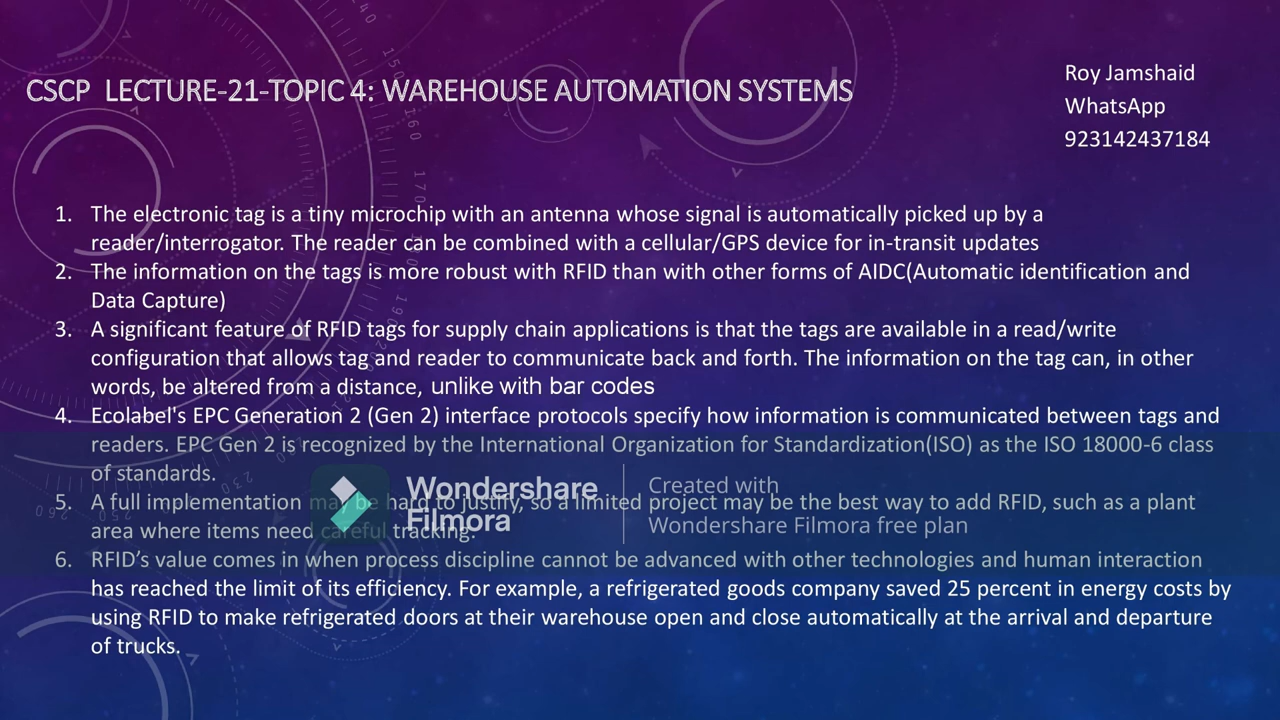 CSCP LECTURE-21-TOPIC 4: WAREHOUSE AUTOMATION SYSTEMS
Roy Jamshaid
WhatsApp
923142437184
1. The electronic tag is a tiny microchip with an antenna whose signal is automatically picked up by a
reader/interrogator. The reader can be combined with a cellular/GPS device for in-transit updates
2. The information on the tags is more robust with RFID than with other forms of AIDC(Automatic identification and
Data Capture)
3. A significant feature of RFID tags for supply chain applications is that the tags are available in a read/write
configuration that allows tag and reader to communicate back and forth. The information on the tag can, in other
words, be altered from a distance, unlike with bar codes
4. Ecolabel's EPC Generation 2 (Gen 2) interface protocols specify how information is communicated between tags and
readers. EPC Gen 2 is recognized by the International Organization for Standardization(ISO) as the ISO 18000-6 class
of standards.
5. A full implementation may be hard to justify, so a limited project may be the best way to add RFID, such as a plant
area where items need careful tracking.
6. RFID's value comes in when process discipline cannot be advanced with other technologies and human interaction
has reached the limit of its efficiency. For example, a refrigerated goods company saved 25 percent in energy costs by
using RFID to make refrigerated doors at their warehouse open and close automatically at the arrival and departure
of trucks.
Wondershare
Filmora
Created with
Wondershare Filmora free plan
140
150
160
170
190
230
250
260